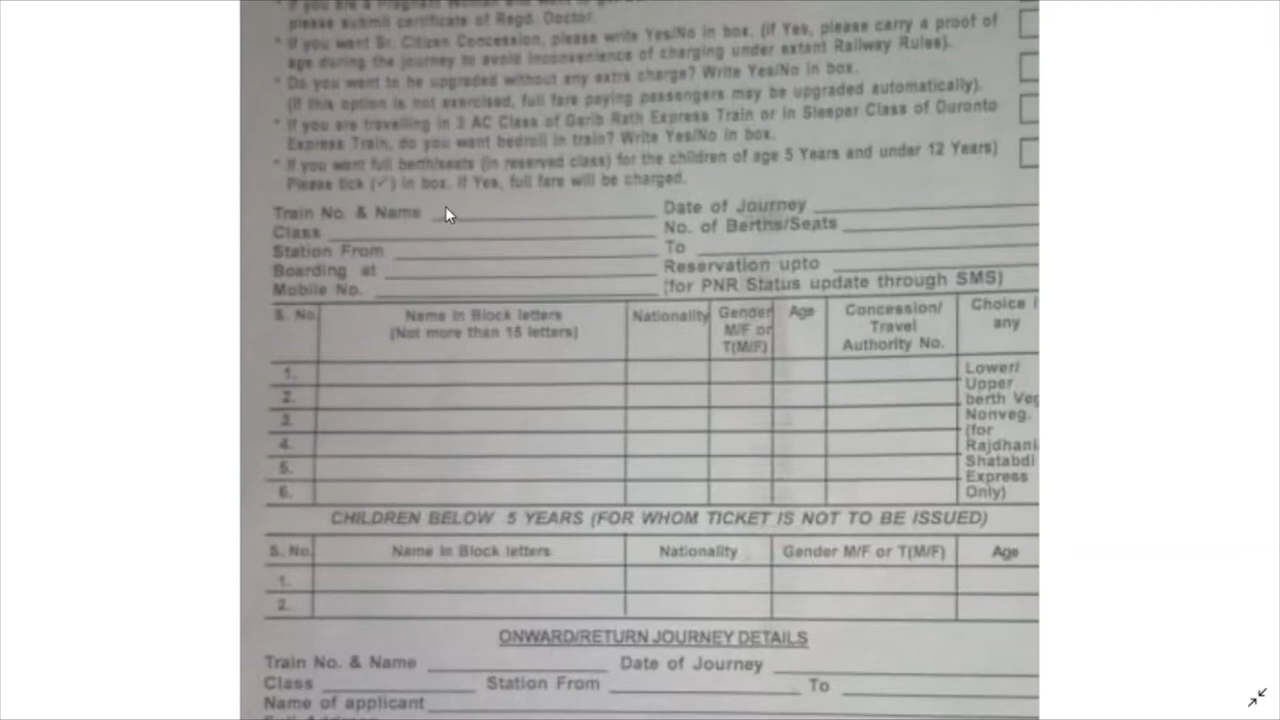 * If you are a Pregnant Woman and want to get
please submit certificate of Regd. Doctor.
* If you want Sr. Citizen Concession, please write Yes/No in box. (If Yes, please carry a proof of
age during the journey to avoid inconvenience of charging under extant Railway Rules).
* Do you want to be upgraded without any extra charge? Write Yes/No in box.
(If this option is not exercised, full fare paying passengers may be upgraded automatically).
* If you are travelling in 3 AC Class of Garib Rath Express Train or in Sleeper Class of Duronto
Express Train, do you want bedroll in train? Write Yes/No in box.
* If you want full berth/seats (in reserved class) for the children of age 5 Years and under 12 Years)
Please tick (✓) in box. If Yes, full fare will be charged.
Train No. & Name Date of Journey
Class No. of Berths/Seats
Station From To
Boarding at Reservation upto
Mobile No. (for PNR Status update through SMS)
S. No. Name in Block letters Nationality Gender Age Concession/ Choice i
(Not more than 15 letters) M/F or Travel any
T(M/F) Authority No.
1. Lower/
Upper
2. berth Veg
3. Nonveg.
4. (for
Rajdhani
5. Shatabdi
Express
6. Only)
CHILDREN BELOW 5 YEARS (FOR WHOM TICKET IS NOT TO BE ISSUED)
S. No. Name in Block letters Nationality Gender M/F or T(M/F) Age
1.
2.
ONWARD/RETURN JOURNEY DETAILS
Train No. & Name Date of Journey
Class Station From To
Name of applicant